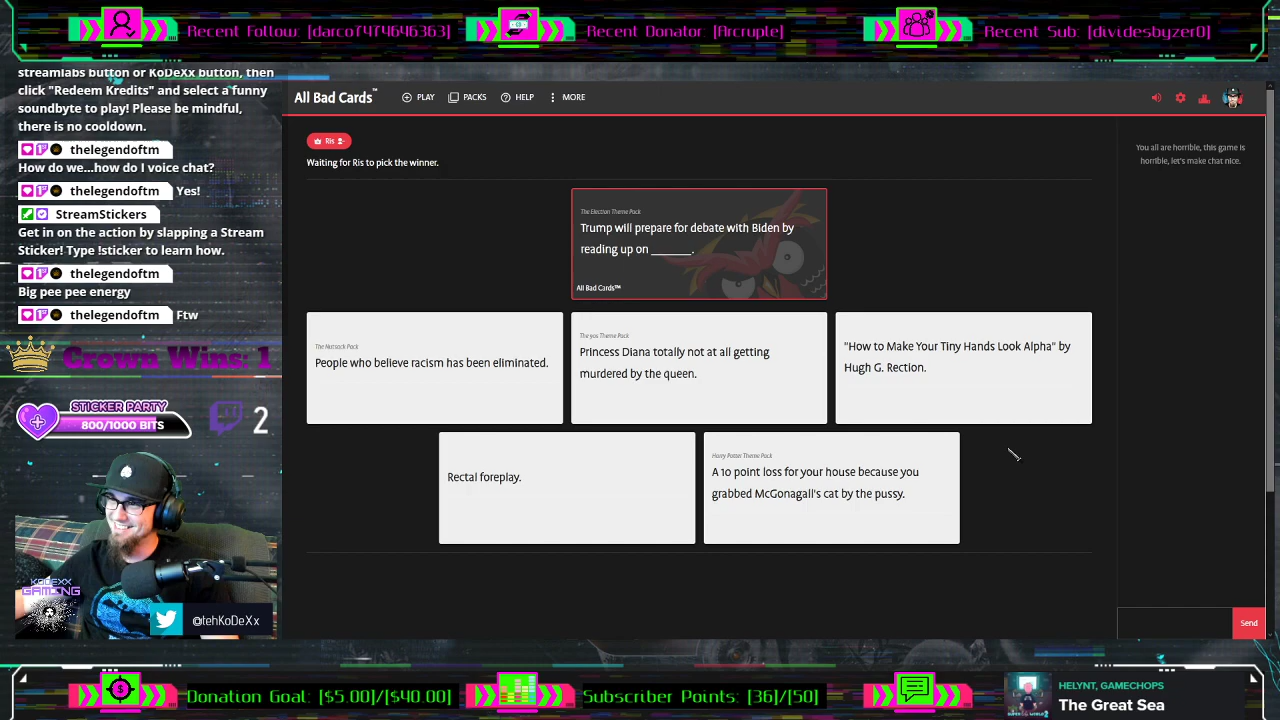 Recent Follow: [darco7474646363]
Recent Donator: [Arcruple]
Recent Sub: [dividesbyzer0]
streamlabs button or KoDeXx button, then
click "Redeem Kredits" and select a funny
soundbyte to play! Please be mindful,
there is no cooldown.
thelegendoftm
How do we...how do I voice chat?
thelegendoftm Yes!
StreamStickers
Get in on the action by slapping a Stream
Sticker! Type !sticker to learn how.
thelegendoftm
Big pee pee energy
thelegendoftm Ftw
Crown Wins: 1
STICKER PARTY
800/1000 BITS
2
KODEXX
GAMING
@tehKoDeXx
All Bad Cards™
PLAY
PACKS
HELP
MORE
Ris
Waiting for Ris to pick the winner.
The Election Theme Pack
Trump will prepare for debate with Biden by
reading up on ______.
All Bad Cards™
The Nutsack Pack
People who believe racism has been eliminated.
The 90s Theme Pack
Princess Diana totally not at all getting
murdered by the queen.
"How to Make Your Tiny Hands Look Alpha" by
Hugh G. Rection.
Rectal foreplay.
Harry Potter Theme Pack
A 10 point loss for your house because you
grabbed McGonagall's cat by the pussy.
You all are horrible, this game is
horrible, let's make chat nice.
Send
Donation Goal: [$5.00]/[$40.00]
Subscriber Points: [36]/[50]
HELYNT, GAMECHOPS
The Great Sea